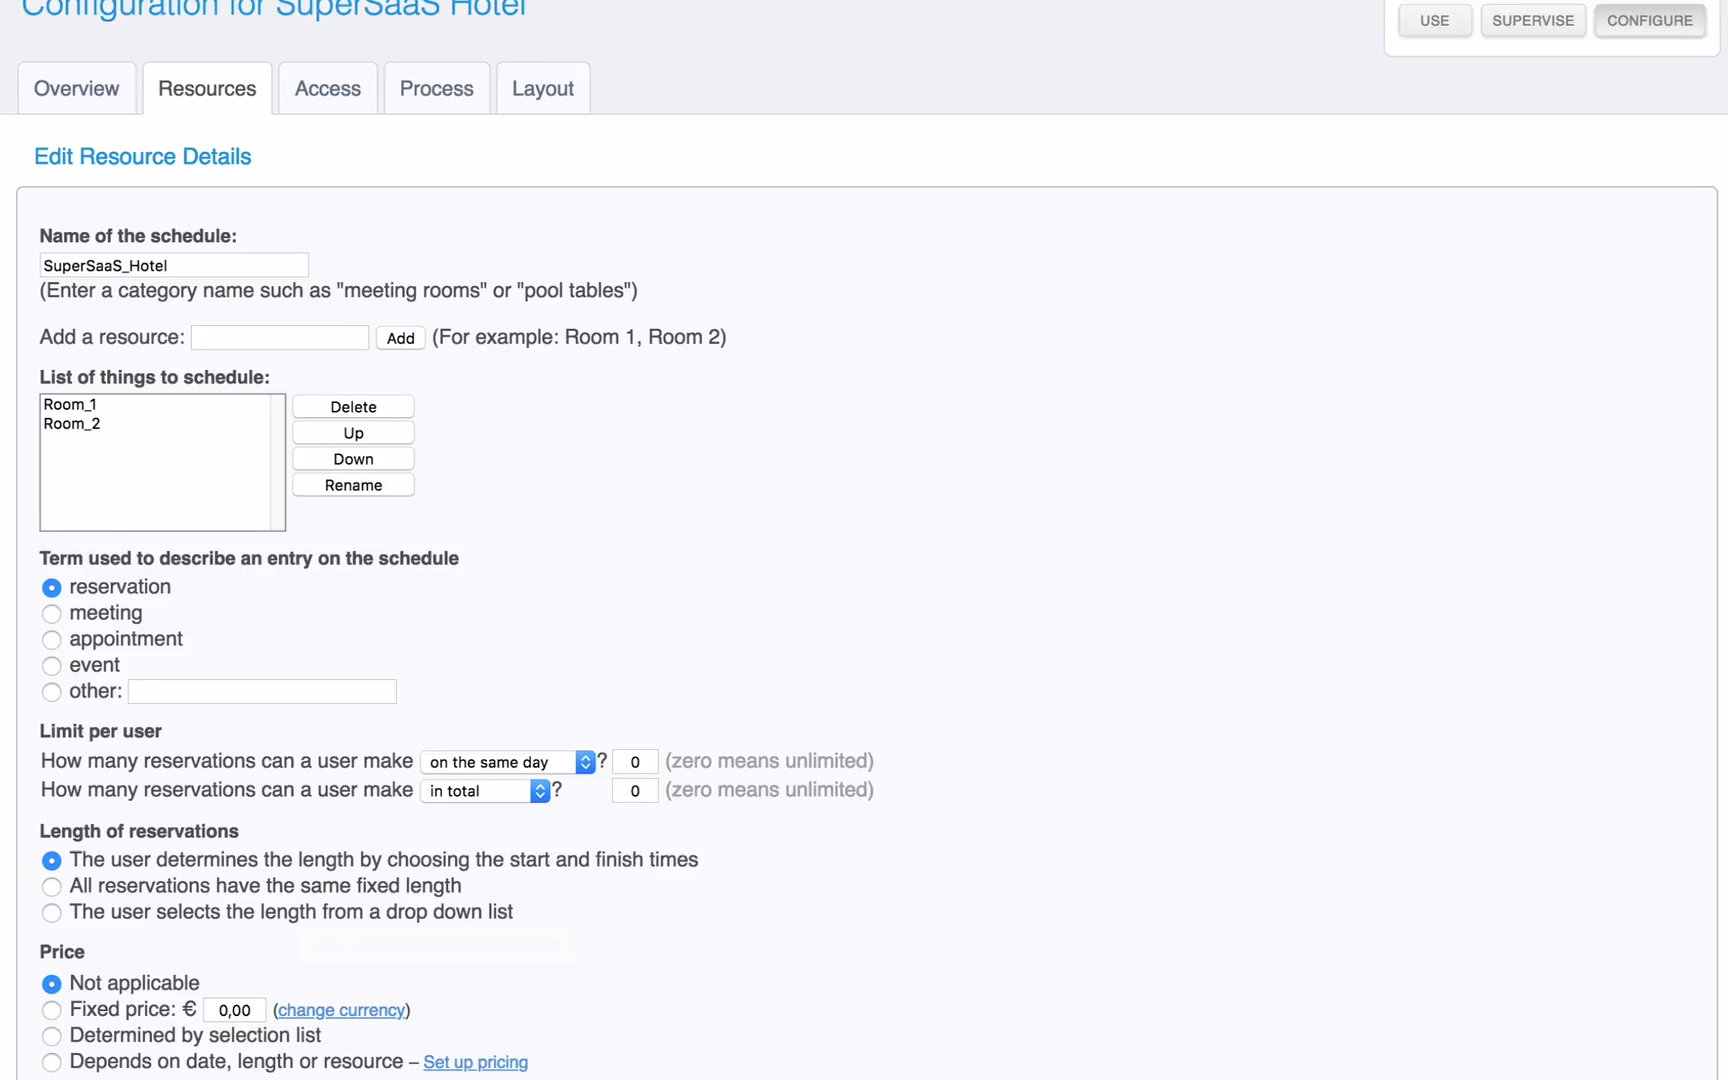 Configuration for SuperSaaS Hotel
USE SUPERVISE CONFIGURE
Overview Resources Access Process Layout
Edit Resource Details
Name of the schedule:
SuperSaaS_Hotel
(Enter a category name such as "meeting rooms" or "pool tables")
Add a resource: Add (For example: Room 1, Room 2)
List of things to schedule:
Room_1
Room_2
Delete
Up
Down
Rename
Term used to describe an entry on the schedule
reservation
meeting
appointment
event
other:
Limit per user
How many reservations can a user make on the same day ? 0 (zero means unlimited)
How many reservations can a user make in total ? 0 (zero means unlimited)
Length of reservations
The user determines the length by choosing the start and finish times
All reservations have the same fixed length
The user selects the length from a drop down list
Price
Not applicable
Fixed price: € 0,00 (change currency)
Determined by selection list
Depends on date, length or resource – Set up pricing